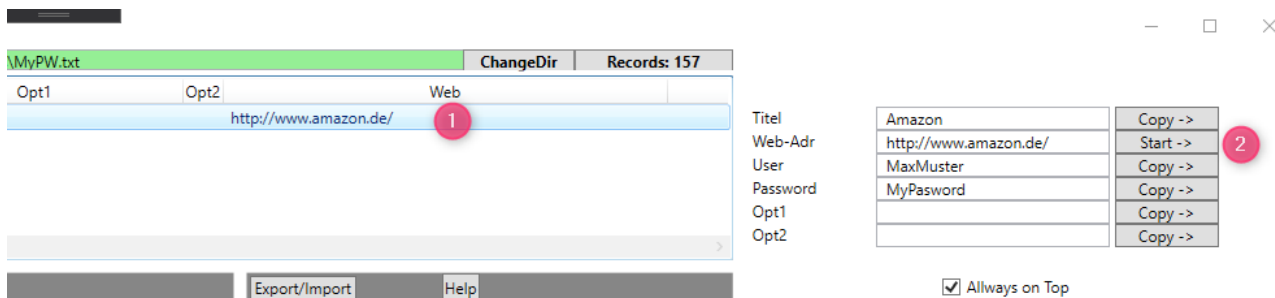 \MyPW.txt ChangeDir Records: 157
Opt1 Opt2 Web
http://www.amazon.de/ 1
Titel Amazon Copy ->
Web-Adr http://www.amazon.de/ Start -> 2
User MaxMuster Copy ->
Password MyPasword Copy ->
Opt1 Copy ->
Opt2 Copy ->
Export/Import Help Allways on Top